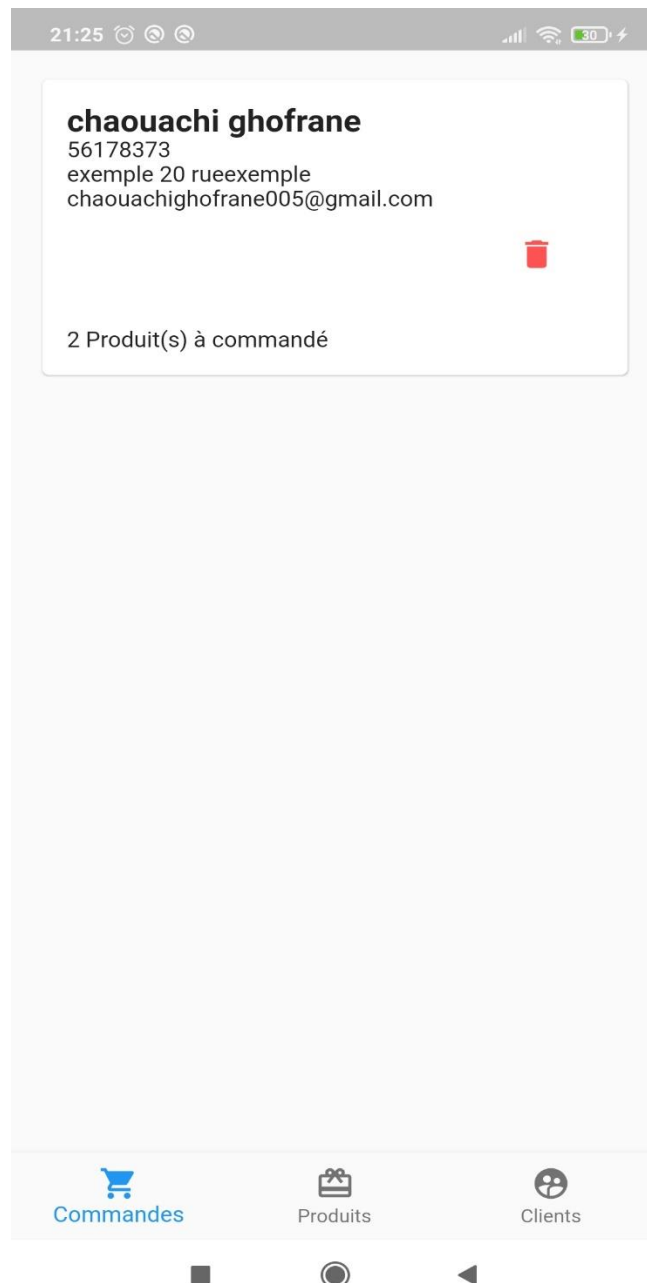 21:25
30
chaouachi ghofrane
56178373
exemple 20 rueexemple
chaouachighofrane005@gmail.com
2 Produit(s) à commandé
Commandes
Produits
Clients